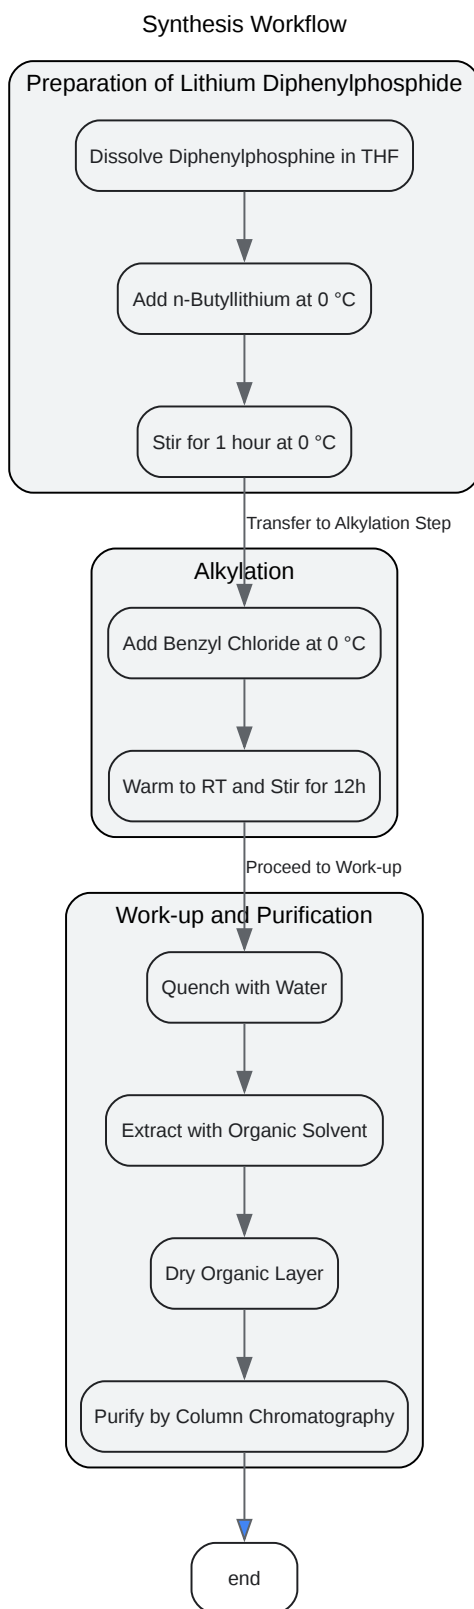 Synthesis Workflow
Preparation of Lithium Diphenylphosphide
Dissolve Diphenylphosphine in THF
Add n-Butyllithium at 0 °C
Stir for 1 hour at 0 °C
Transfer to Alkylation Step
Alkylation
Add Benzyl Chloride at 0 °C
Warm to RT and Stir for 12h
Proceed to Work-up
Work-up and Purification
Quench with Water
Extract with Organic Solvent
Dry Organic Layer
Purify by Column Chromatography
end